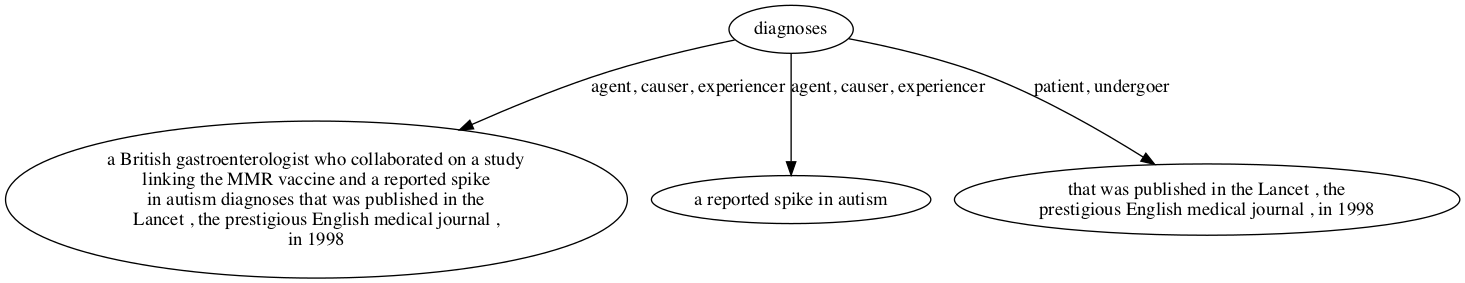 diagnoses
agent, causer, experiencer
agent, causer, experiencer
patient, undergoer
a British gastroenterologist who collaborated on a study
linking the MMR vaccine and a reported spike
in autism diagnoses that was published in the
Lancet , the prestigious English medical journal ,
in 1998
a reported spike in autism
that was published in the Lancet , the
prestigious English medical journal , in 1998